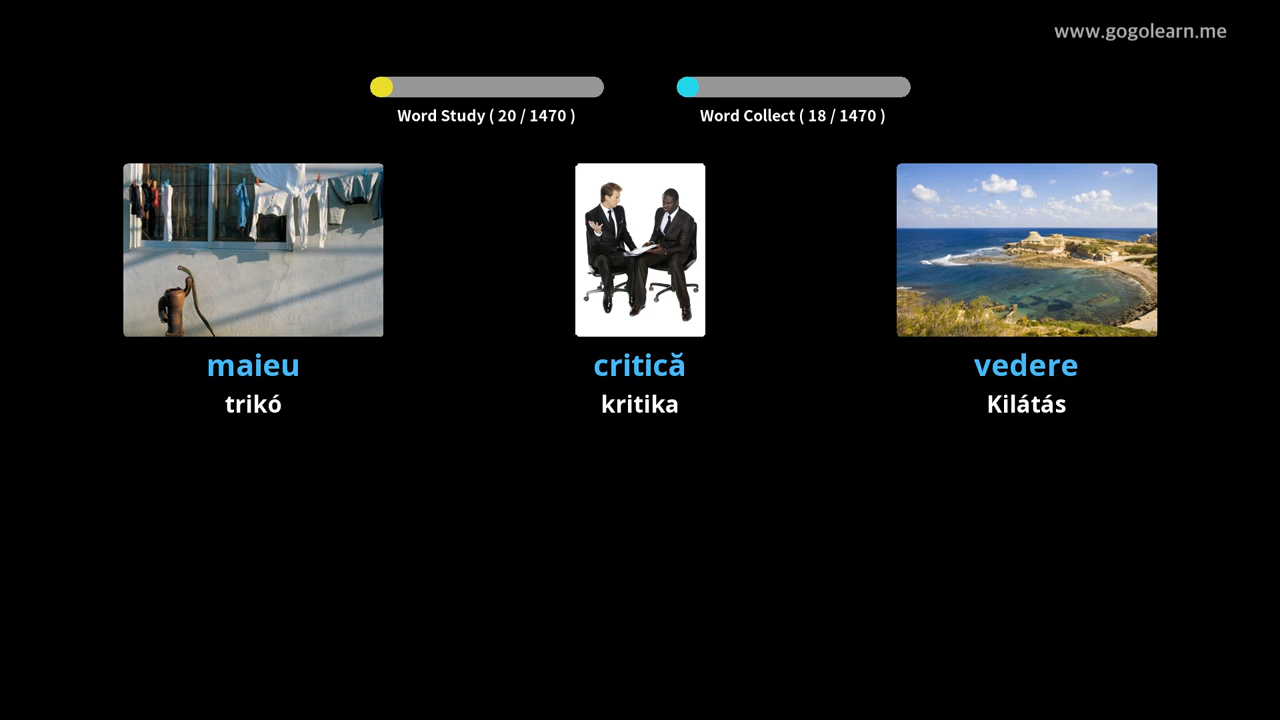 www.gogolearn.me
Word Study ( 20 / 1470 )
Word Collect ( 18 / 1470 )
maieu
trikó
critică
kritika
vedere
Kilátás